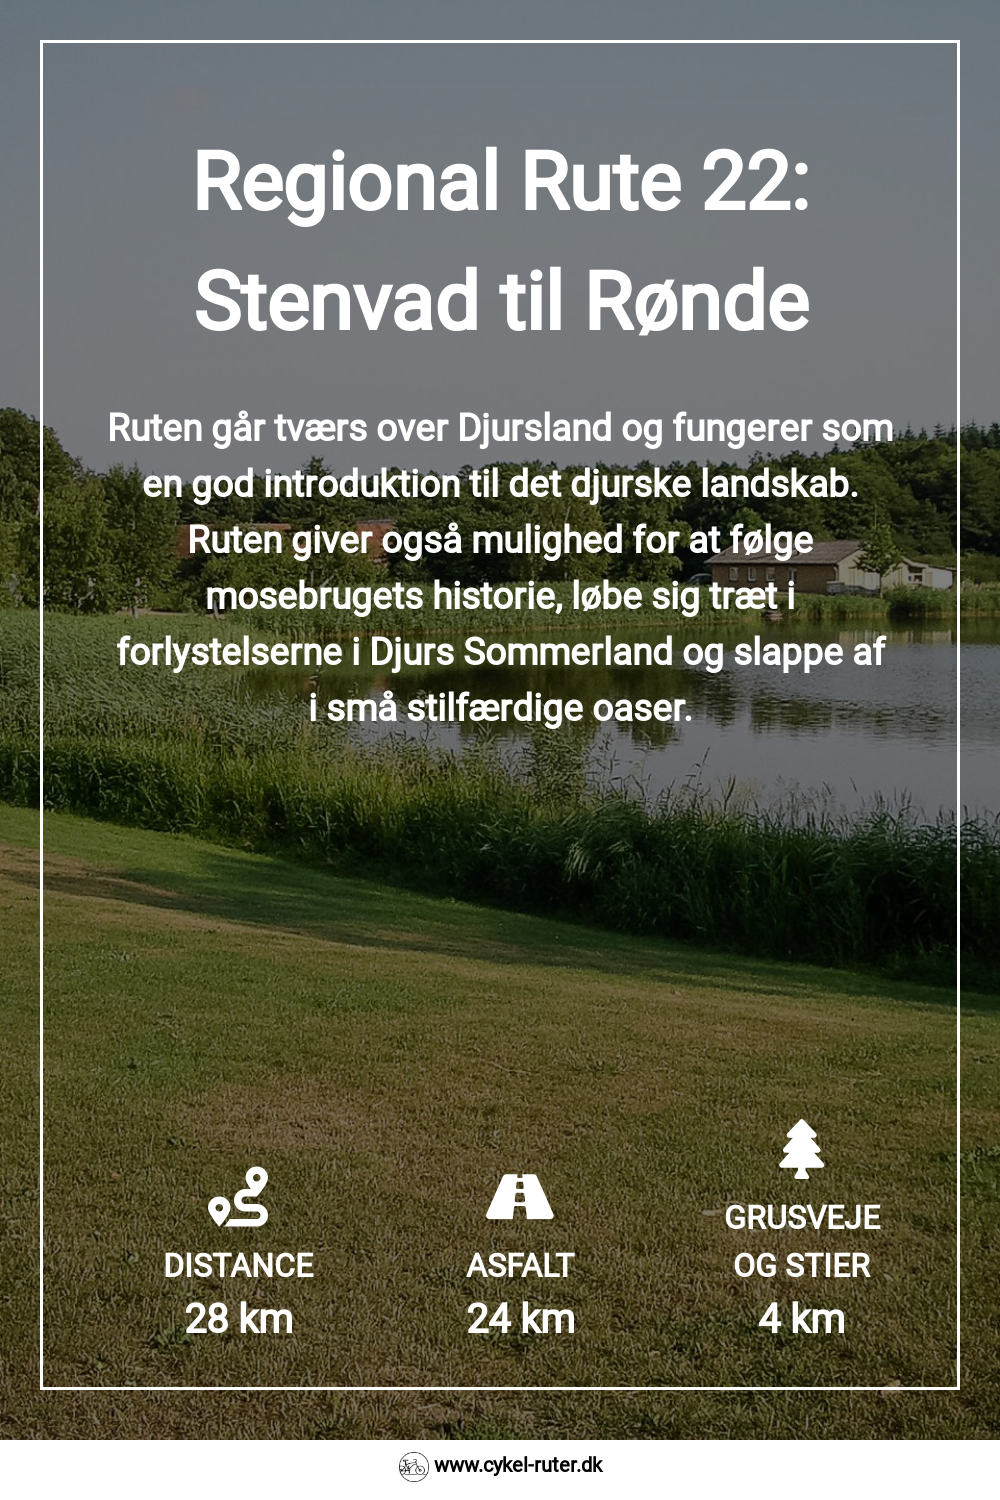 Regional Rute 22:
Stenvad til Rønde
Ruten går tværs over Djursland og fungerer som
en god introduktion til det djurske landskab.
Ruten giver også mulighed for at følge
mosebrugets historie, løbe sig træt i
forlystelserne i Djurs Sommerland og slappe af
i små stilfærdige oaser.
DISTANCE
28 km
ASFALT
24 km
GRUSVEJE
OG STIER
4 km
www.cykel-ruter.dk